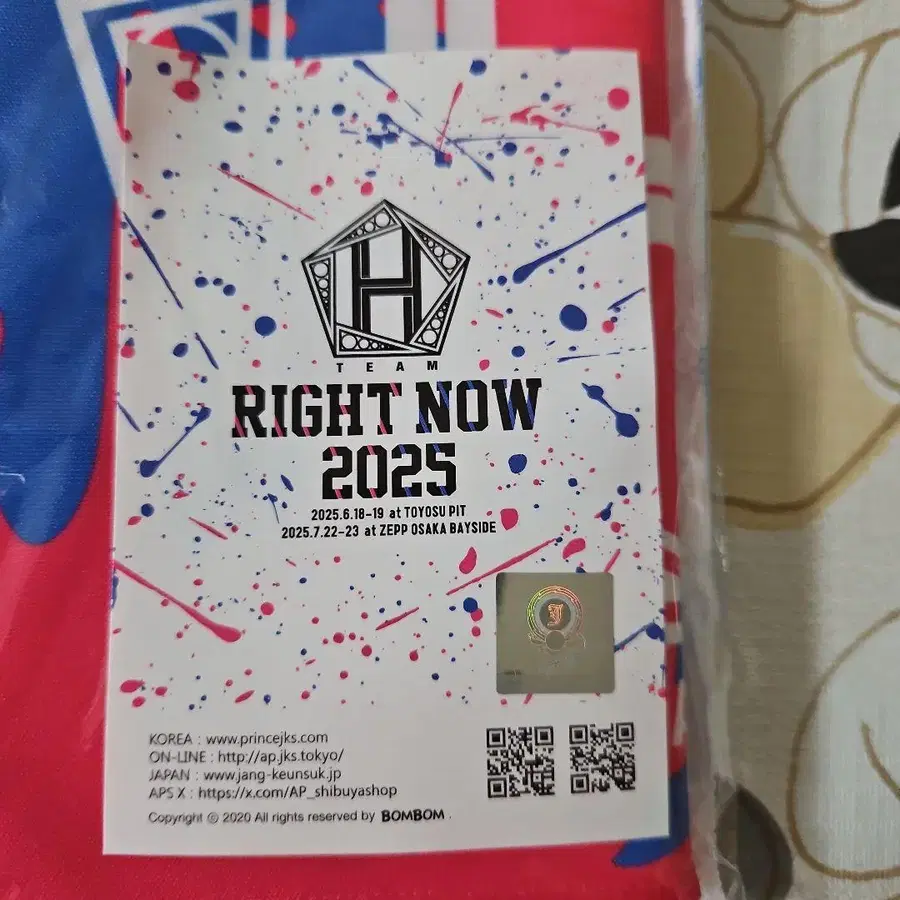 H
TEAM
RIGHT NOW
2025
2025.6.18-19 at TOYOSU PIT
2025.7.22-23 at ZEPP OSAKA BAYSIDE
J
KOREA : www.princejks.com
ON-LINE : http://ap.jks.tokyo/
JAPAN : www.jang-keunsuk.jp
APS X : https://x.com/AP_shibuyashop
Copyright ⓒ 2020 All rights reserved by BOMBOM .